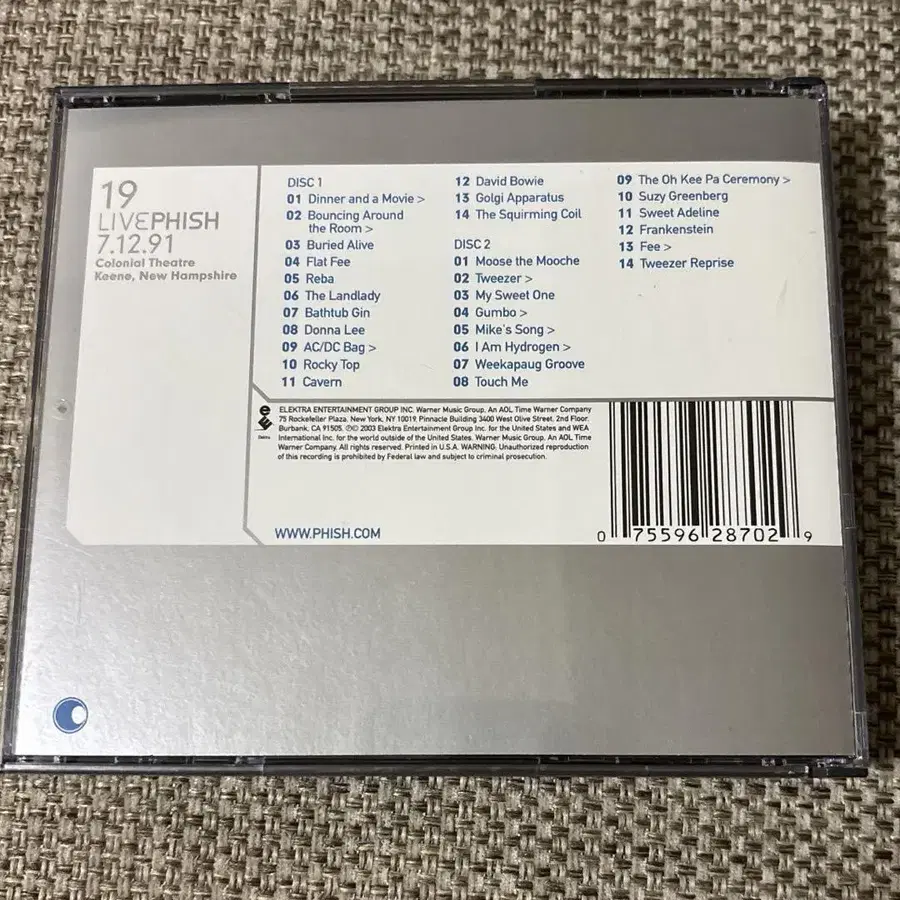 19
LIVEPHISH
7.12.91
Colonial Theatre
Keene, New Hampshire
DISC 1
01 Dinner and a Movie >
02 Bouncing Around
the Room >
03 Buried Alive
04 Flat Fee
05 Reba
06 The Landlady
07 Bathtub Gin
08 Donna Lee
09 AC/DC Bag >
10 Rocky Top
11 Cavern
12 David Bowie
13 Golgi Apparatus
14 The Squirming Coil
DISC 2
01 Moose the Mooche
02 Tweezer >
03 My Sweet One
04 Gumbo >
05 Mike's Song >
06 I Am Hydrogen >
07 Weekapaug Groove
08 Touch Me
09 The Oh Kee Pa Ceremony >
10 Suzy Greenberg
11 Sweet Adeline
12 Frankenstein
13 Fee >
14 Tweezer Reprise
Elektra
ELEKTRA ENTERTAINMENT GROUP INC. Warner Music Group. An AOL Time Warner Company
75 Rockefeller Plaza. New York, NY 10019. Pinnacle Building 3400 West Olive Street. 2nd Floor.
Burbank, CA 91505. ℗© 2003 Elektra Entertainment Group Inc. for the United States and WEA
International Inc. for the world outside of the United States. Warner Music Group. An AOL Time
Warner Company. All rights reserved. Printed in U.S.A. WARNING: Unauthorized reproduction
of this recording is prohibited by Federal law and subject to criminal prosecution.
WWW.PHISH.COM
0 75596 28702 9